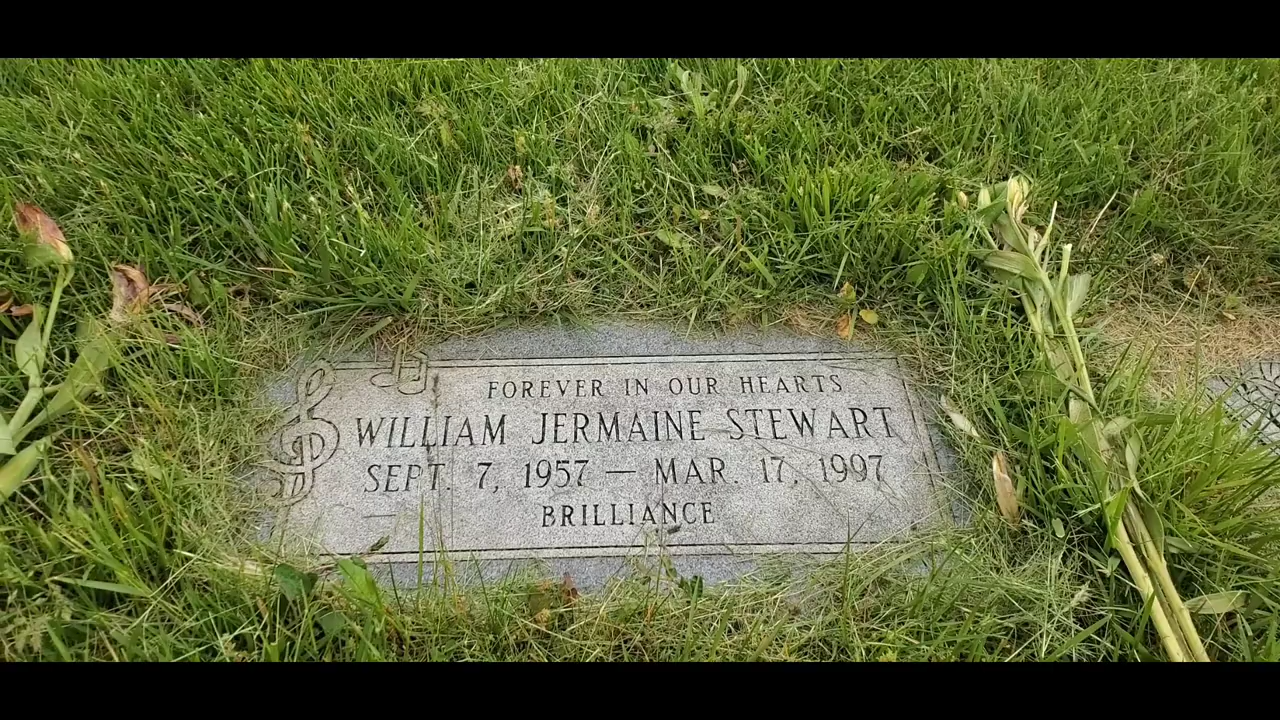 FOREVER IN OUR HEARTS
WILLIAM JERMAINE STEWART
SEPT. 7, 1957 — MAR. 17, 1997
BRILLIANCE